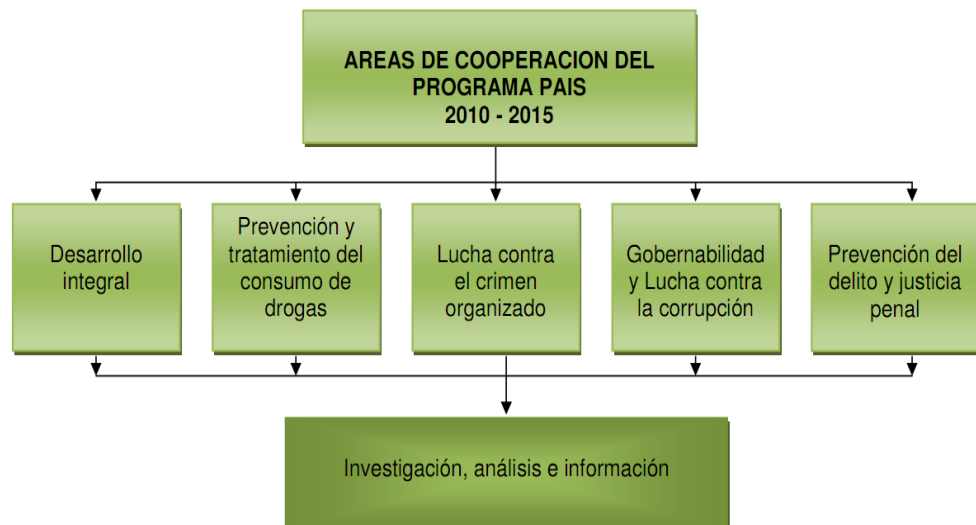 AREAS DE COOPERACION DEL
PROGRAMA PAIS
2010 - 2015
Desarrollo
integral
Prevención y
tratamiento del
consumo de
drogas
Lucha contra
el crimen
organizado
Gobernabilidad
y Lucha contra
la corrupción
Prevención del
delito y justicia
penal
Investigación, análisis e información